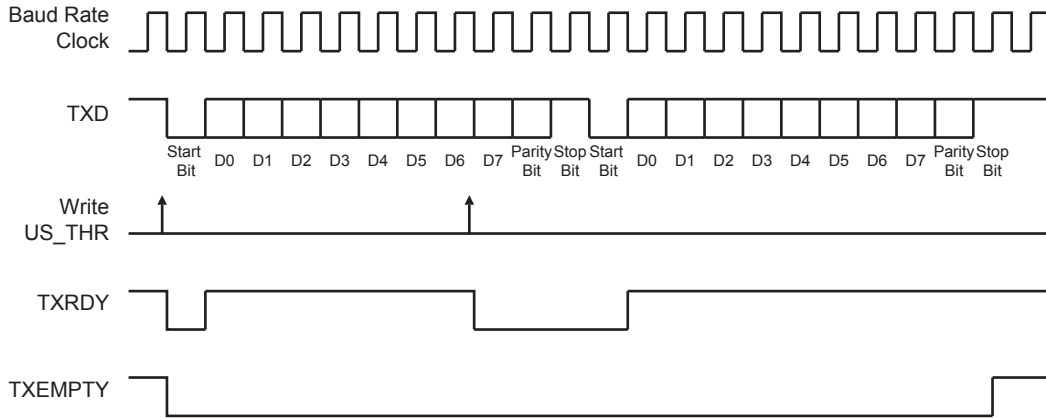 Baud Rate
Clock
TXD
Start
Bit
D0
D1
D2
D3
D4
D5
D6
D7
Parity
Bit
Stop
Bit
Start
Bit
D0
D1
D2
D3
D4
D5
D6
D7
Parity
Bit
Stop
Bit
Write
US_THR
TXRDY
TXEMPTY